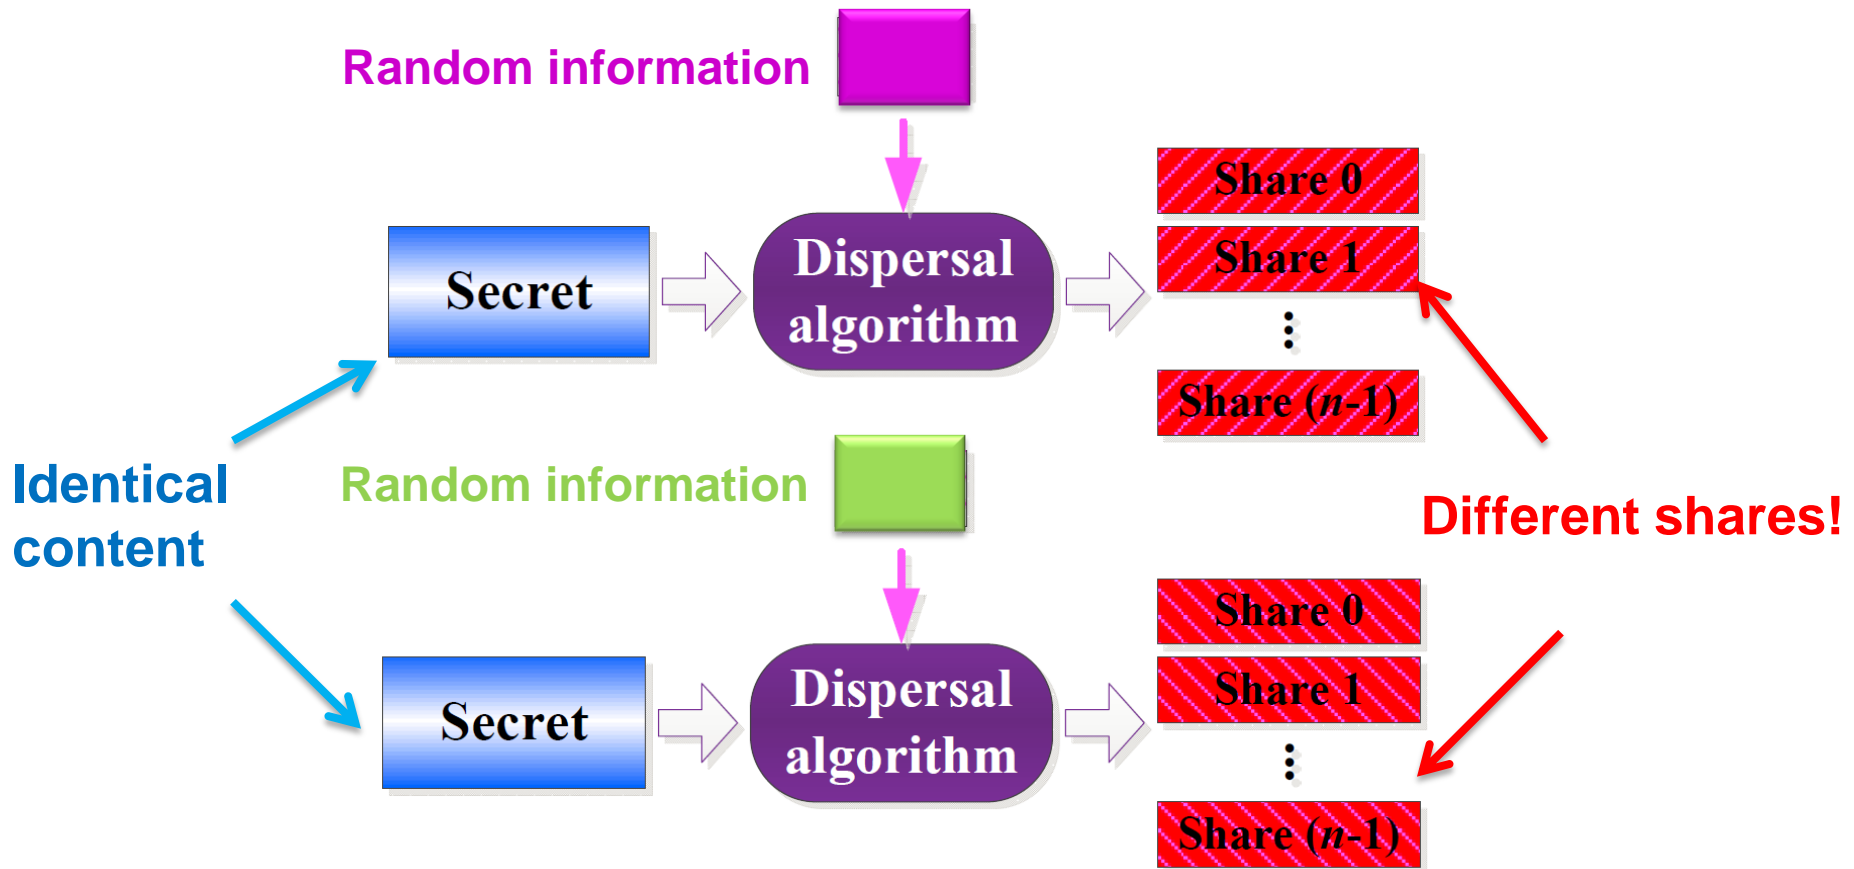 Random information
Share 0
Secret
Dispersal
algorithm
Share 1
Share (n-1)
Identical
content
Random information
Different shares!
Share 0
Secret
Dispersal
algorithm
Share 1
Share (n-1)